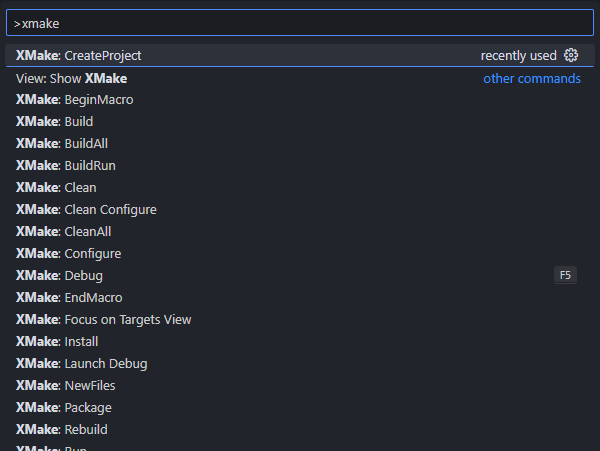 >xmake
XMake: CreateProject recently used
View: Show XMake other commands
XMake: BeginMacro
XMake: Build
XMake: BuildAll
XMake: BuildRun
XMake: Clean
XMake: Clean Configure
XMake: CleanAll
XMake: Configure
XMake: Debug F5
XMake: EndMacro
XMake: Focus on Targets View
XMake: Install
XMake: Launch Debug
XMake: NewFiles
XMake: Package
XMake: Rebuild
XMake: Run